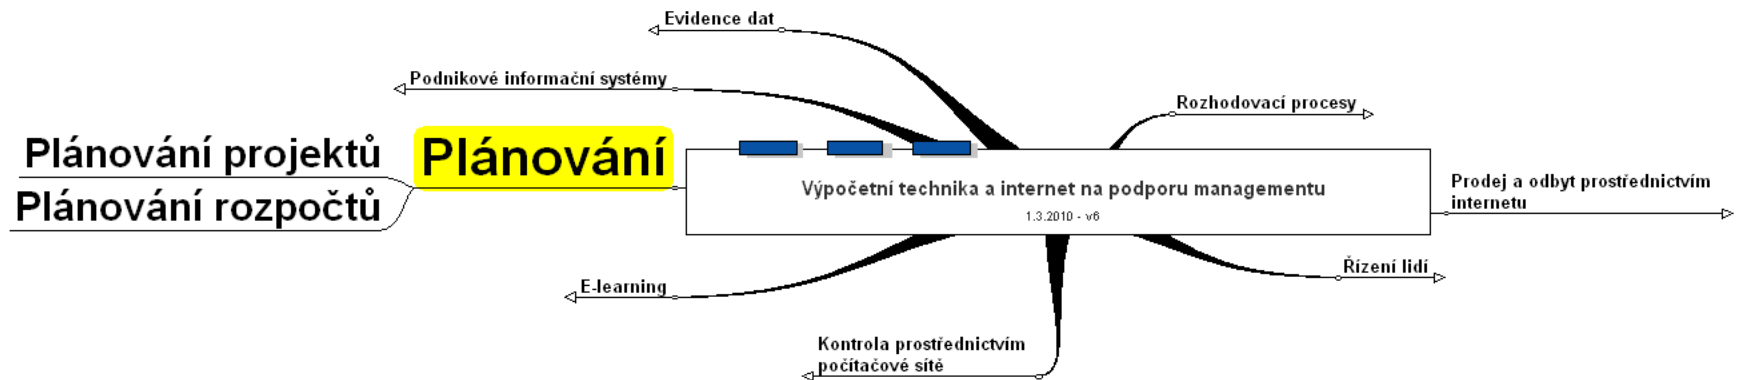 Evidence dat
Podnikové informační systémy
Rozhodovací procesy
Plánování projektů
Plánování
Plánování rozpočtů
Výpočetní technika a internet na podporu managementu
1.3.2010 - v6
Prodej a odbyt prostřednictvím
internetu
Řízení lidí
E-learning
Kontrola prostřednictvím
počítačové sítě